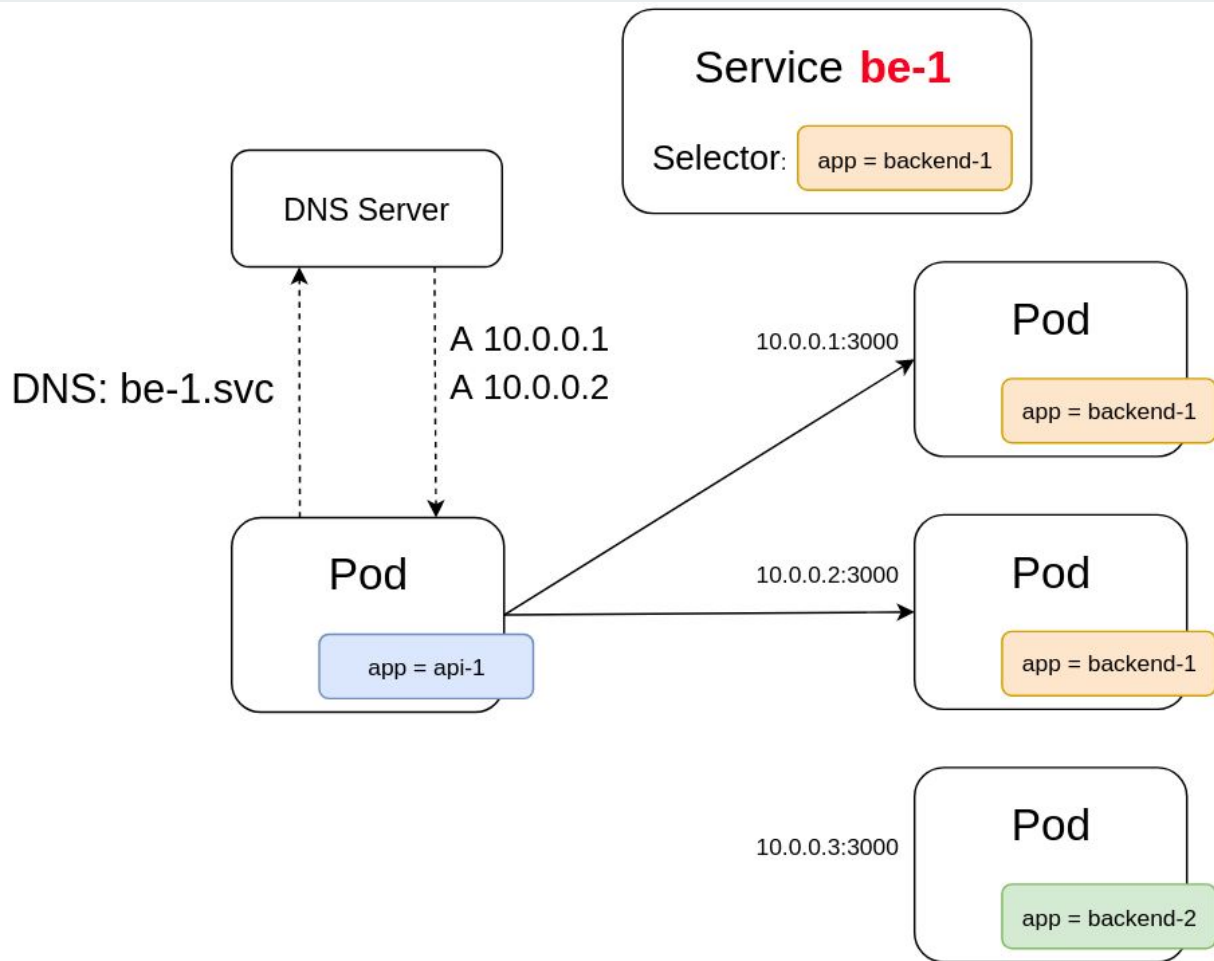 Service be-1
Selector: app = backend-1
DNS Server
DNS: be-1.svc
A 10.0.0.1
A 10.0.0.2
Pod
app = api-1
10.0.0.1:3000
Pod
app = backend-1
10.0.0.2:3000
Pod
app = backend-1
10.0.0.3:3000
Pod
app = backend-2